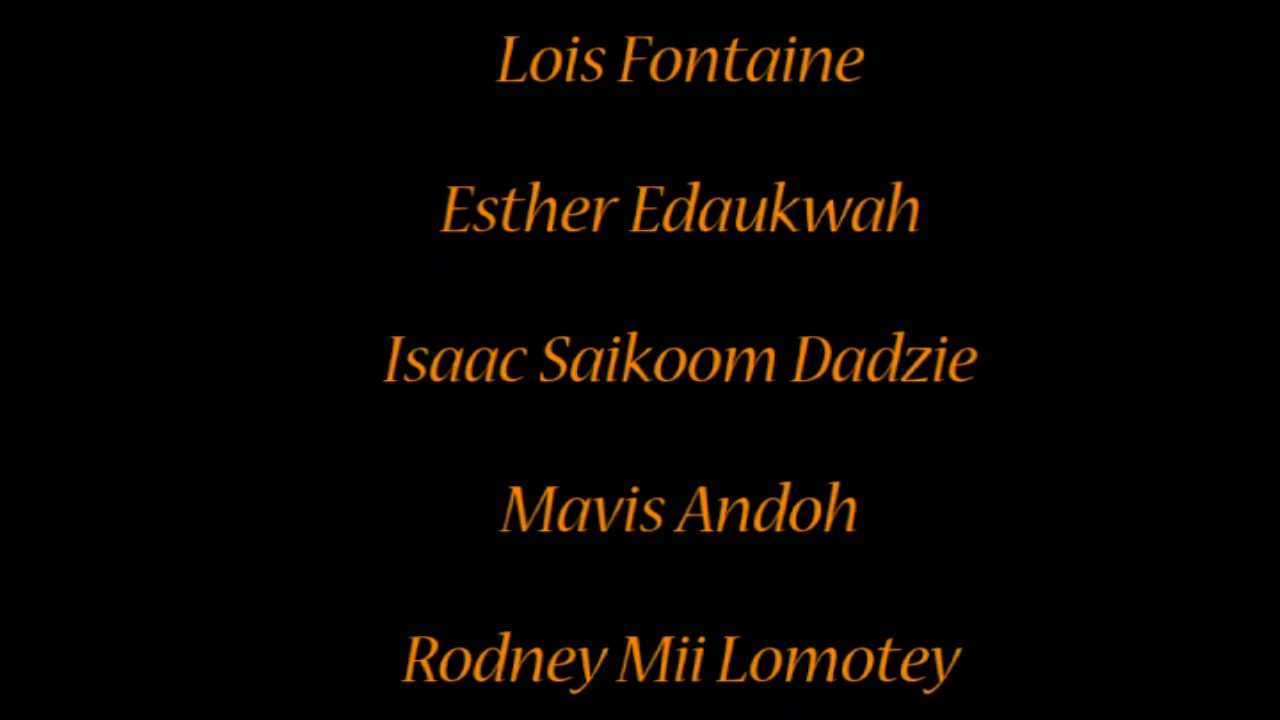 Lois Fontaine
Esther Edaukwah
Isaac Saikoom Dadzie
Mavis Andoh
Rodney Mii Lomotey